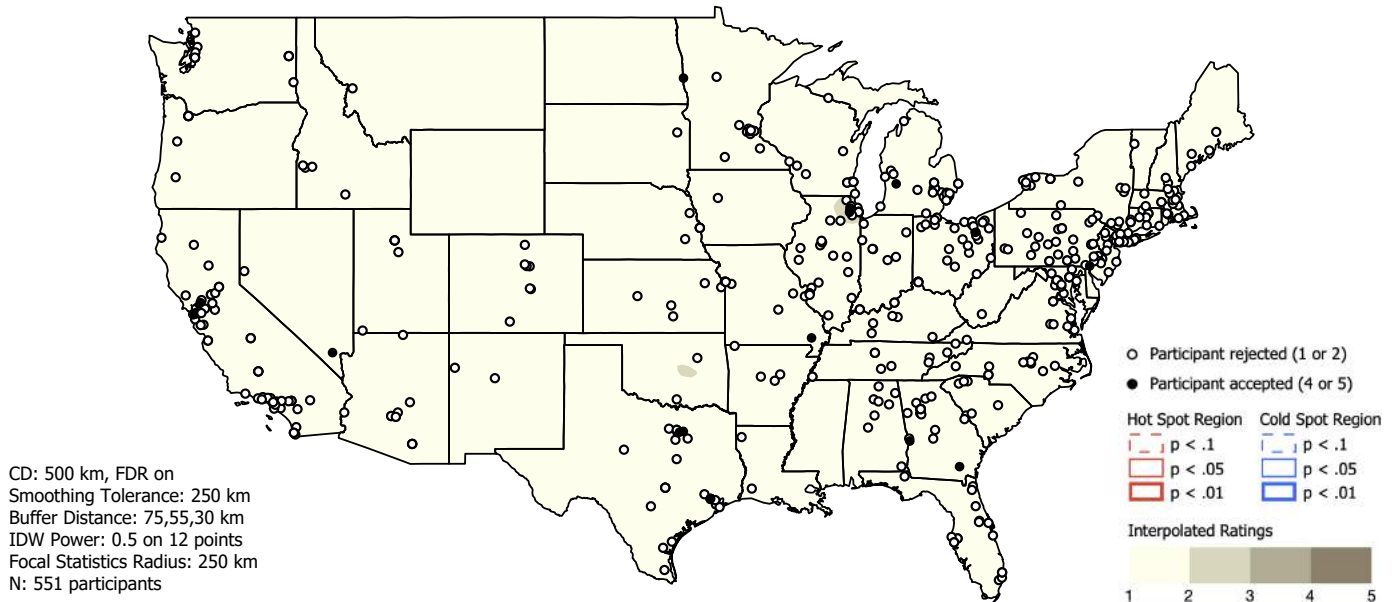 CD: 500 km, FDR on
Smoothing Tolerance: 250 km
Buffer Distance: 75,55,30 km
IDW Power: 0.5 on 12 points
Focal Statistics Radius: 250 km
N: 551 participants
Participant rejected (1 or 2)
Participant accepted (4 or 5)
Hot Spot Region Cold Spot Region
p < .1 p < .1
p < .05 p < .05
p < .01 p < .01
Interpolated Ratings
1 2 3 4 5